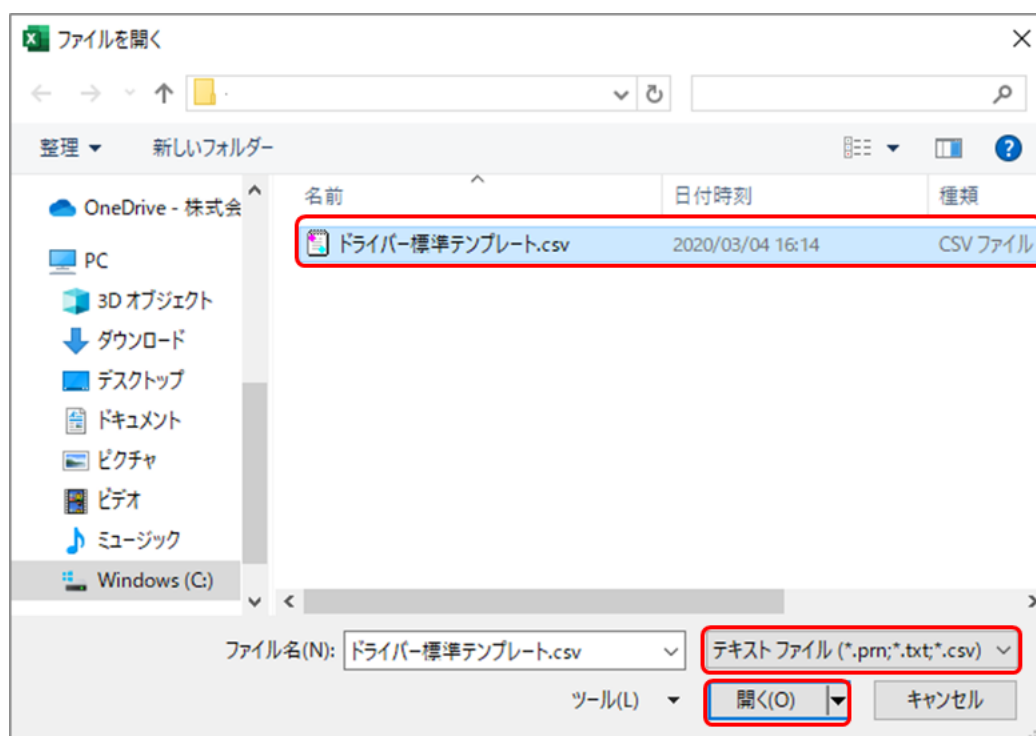 ファイルを開く
整理 新しいフォルダー
名前 日付時刻 種類
ドライバー標準テンプレート.csv 2020/03/04 16:14 CSV ファイル
OneDrive - 株式会
PC
3D オブジェクト
ダウンロード
デスクトップ
ドキュメント
ピクチャ
ビデオ
ミュージック
Windows (C:)
ファイル名(N): ドライバー標準テンプレート.csv テキスト ファイル (*.prn;*.txt;*.csv)
ツール(L) 開く(O) キャンセル